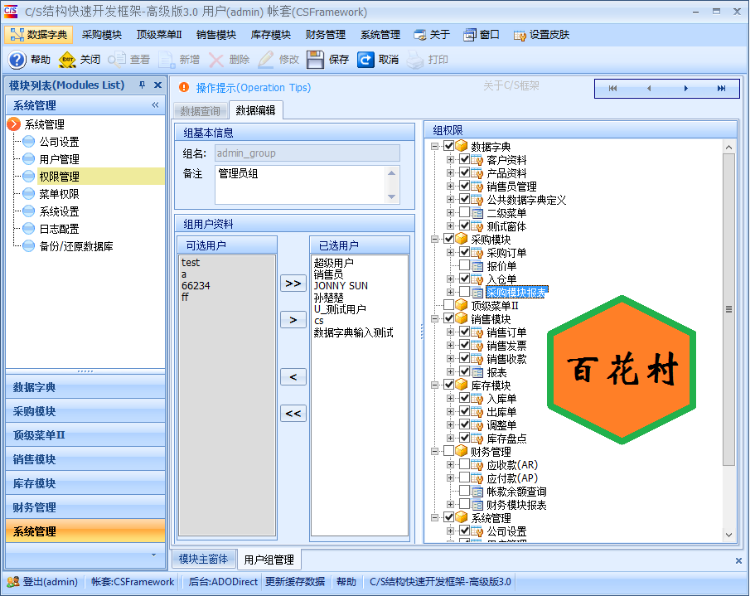 C/S结构快速开发框架-高级版3.0 用户(admin) 帐套(CSFramework)
数据字典 采购模块 顶级菜单II 销售模块 库存模块 财务管理 系统管理 关于 窗口 设置皮肤
帮助 关闭 查看 新增 删除 修改 保存 取消 打印
模块列表(Modules List)
系统管理
系统管理
公司设置
用户管理
权限管理
菜单权限
系统设置
日志配置
备份/还原数据库
数据字典
采购模块
顶级菜单II
销售模块
库存模块
财务管理
系统管理
操作提示(Operation Tips)
关于C/S框架
数据查询 数据编辑
组基本信息
组名: admin_group
备注 管理员组
组用户资料
可选用户
test
a
66234
ff
>>
>
<
<<
已选用户
超级用户
销售员
JONNY SUN
孙楚楚
U_测试用户
cs
数据字典输入测试
组权限
数据字典
客户资料
产品资料
销售员管理
公共数据字典定义
二级菜单
测试窗体
采购模块
采购订单
报价单
入仓单
采购模块报表
顶级菜单II
销售模块
销售订单
销售发票
销售收款
报表
库存模块
入库单
出库单
调整单
库存盘点
财务管理
应收款(AR)
应付款(AP)
帐款余额查询
财务模块报表
系统管理
公司设置
百花村
模块主窗体 用户组管理
登出(admin) 帐套:CSFramework 后台:ADODirect 更新缓存数据 帮助 C/S结构快速开发框架-高级版3.0